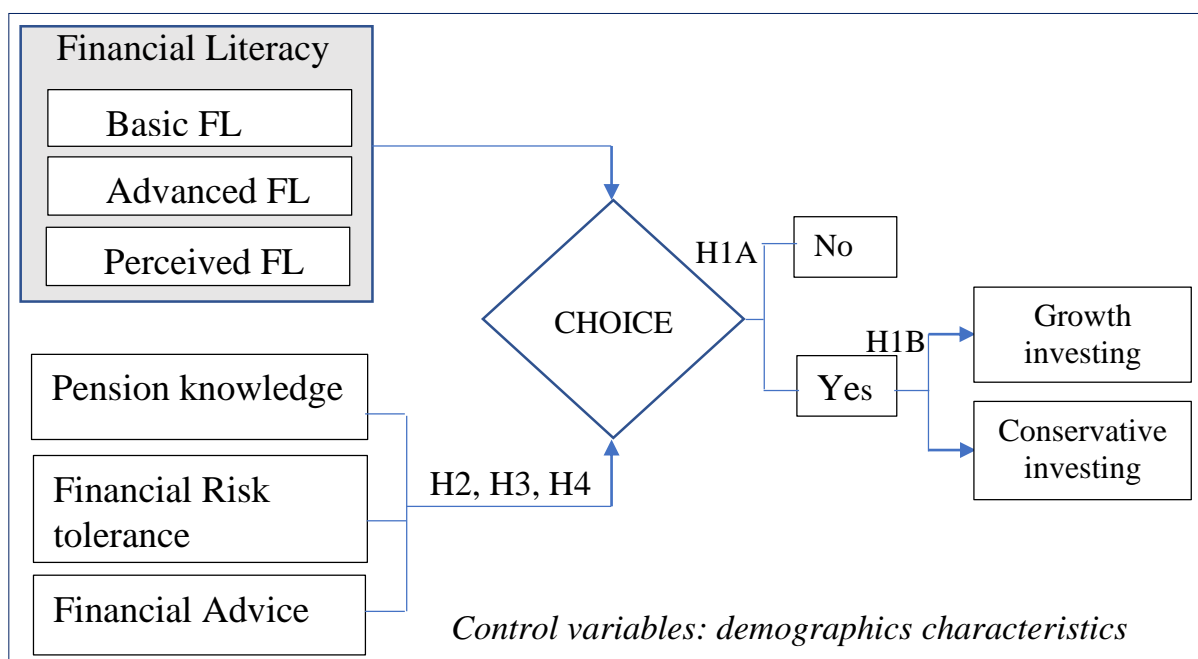 Financial Literacy
Basic FL
Advanced FL
Perceived FL
Pension knowledge
Financial Risk
tolerance
Financial Advice
H2, H3, H4
CHOICE
H1A
No
Yes
H1B
Growth
investing
Conservative
investing
Control variables: demographics characteristics